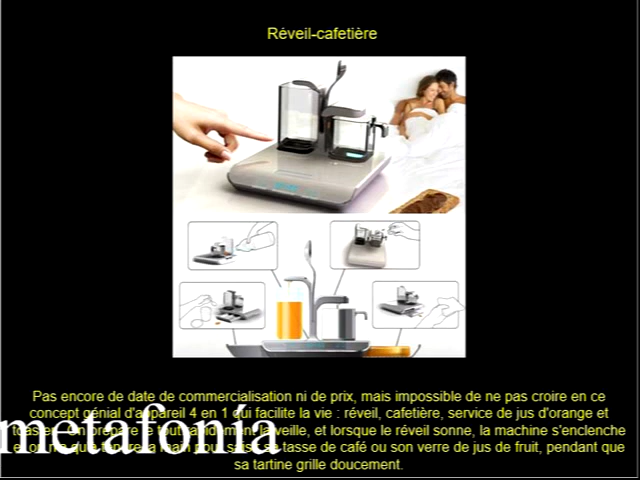 Réveil-cafetière
Pas encore de date de commercialisation ni de prix, mais impossible de ne pas croire en ce
concept génial d'appareil 4 en 1 qui facilite la vie : réveil, cafetière, service de jus d'orange et
veille, et lorsque le réveil sonne, la machine s'enclenche
tasse de café ou son verre de jus de fruit, pendant que
sa tartine grille doucement.
metafonía